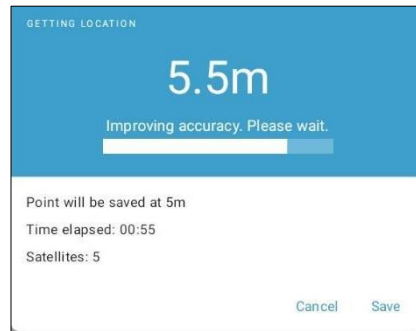 GETTING LOCATION
5.5m
Improving accuracy. Please wait.
Point will be saved at 5m
Time elapsed: 00:55
Satellites: 5
Cancel Save